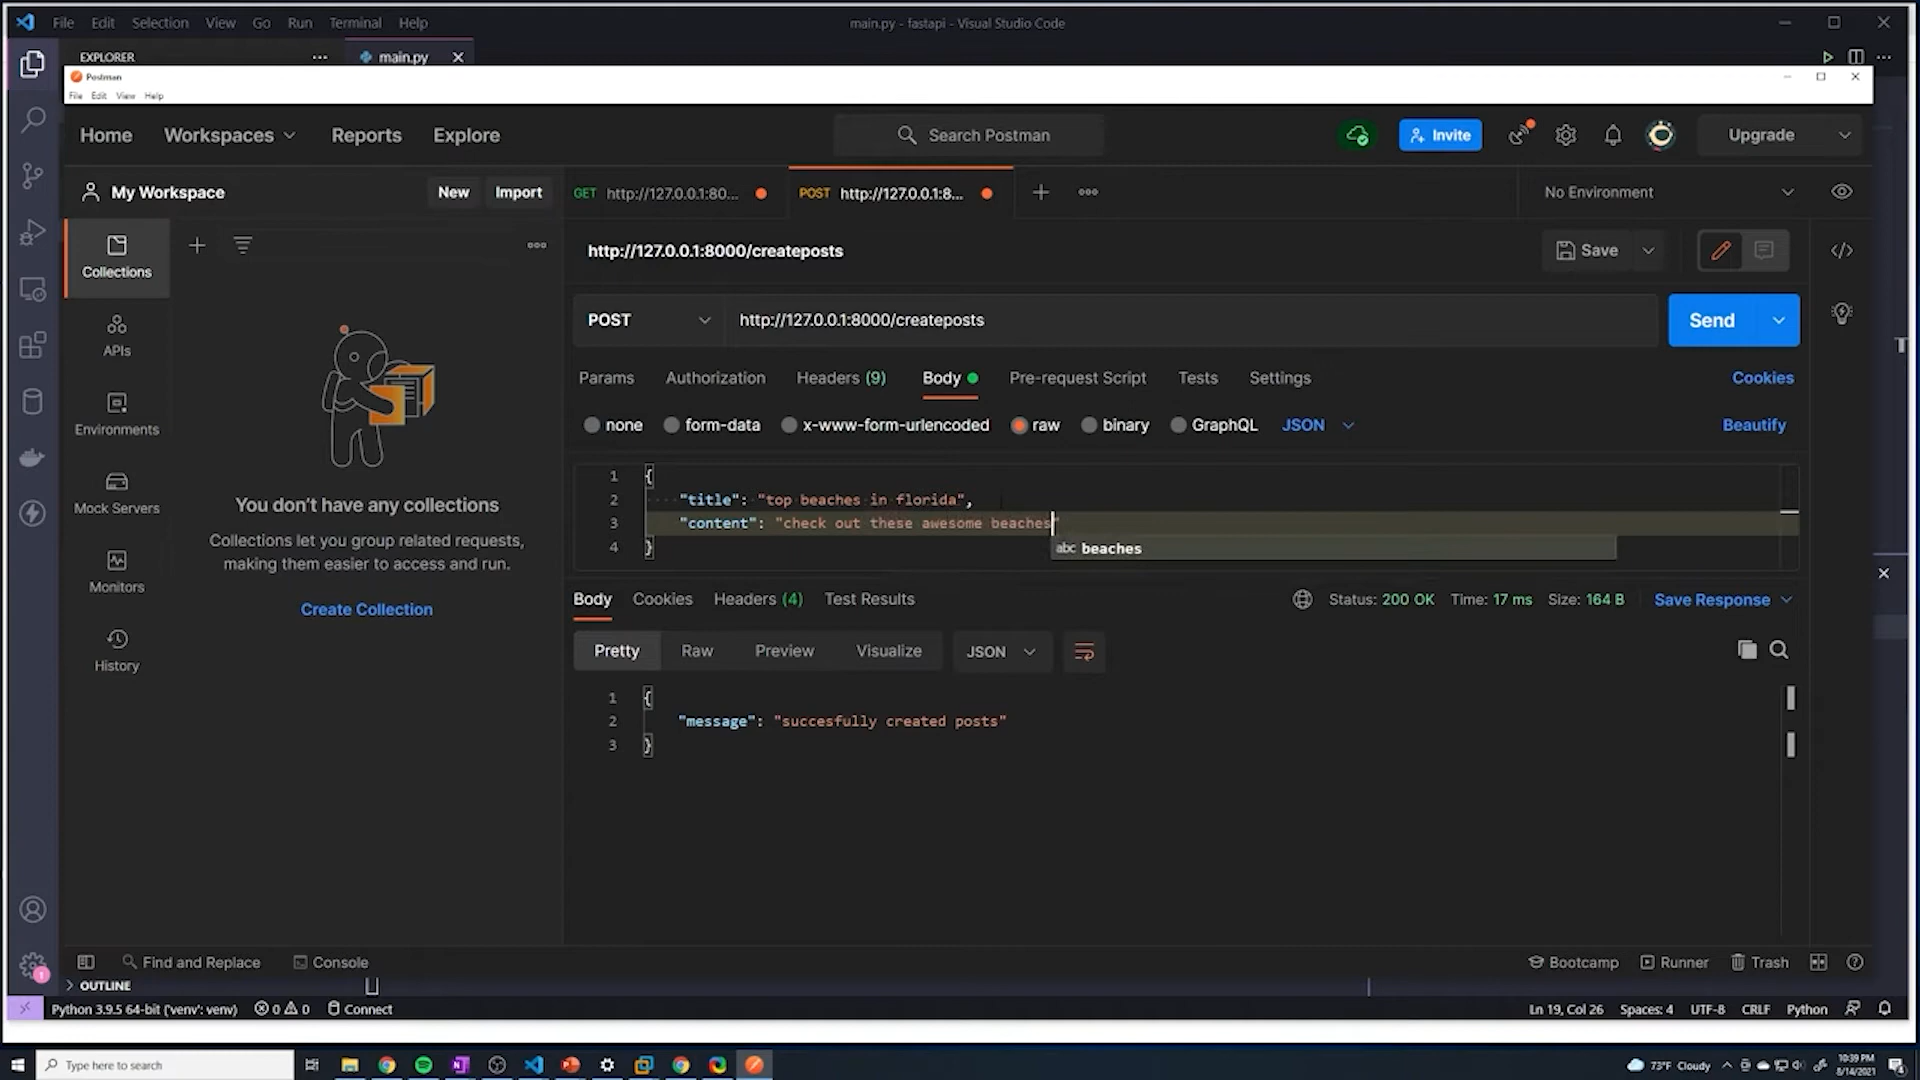 File Edit Selection View Go Run Terminal Help
main.py - fastapi - Visual Studio Code
EXPLORER
main.py
Postman
File Edit View Help
Home Workspaces Reports Explore
Search Postman
Invite
Upgrade
My Workspace
New Import
GET http://127.0.0.1:80...
POST http://127.0.0.1:8...
No Environment
Collections
APIs
Environments
Mock Servers
Monitors
History
You don't have any collections
Collections let you group related requests,
making them easier to access and run.
Create Collection
http://127.0.0.1:8000/createposts
Save
POST http://127.0.0.1:8000/createposts
Send
Params Authorization Headers (9) Body Pre-request Script Tests Settings
Cookies
none form-data x-www-form-urlencoded raw binary GraphQL JSON
Beautify
1 {
2 "title": "top beaches in florida",
3 "content": "check out these awesome beaches"
4 }
abc beaches
Body Cookies Headers (4) Test Results
Status: 200 OK Time: 17 ms Size: 164 B Save Response
Pretty Raw Preview Visualize JSON
1 {
2 "message": "succesfully created posts"
3 }
Find and Replace Console
Bootcamp Runner Trash
OUTLINE
1
Python 3.9.5 64-bit ('venv': venv) 0 0 Connect
Ln 19, Col 26 Spaces: 4 UTF-8 CRLF Python
Type here to search
73°F Cloudy
10:39 PM
8/14/2021